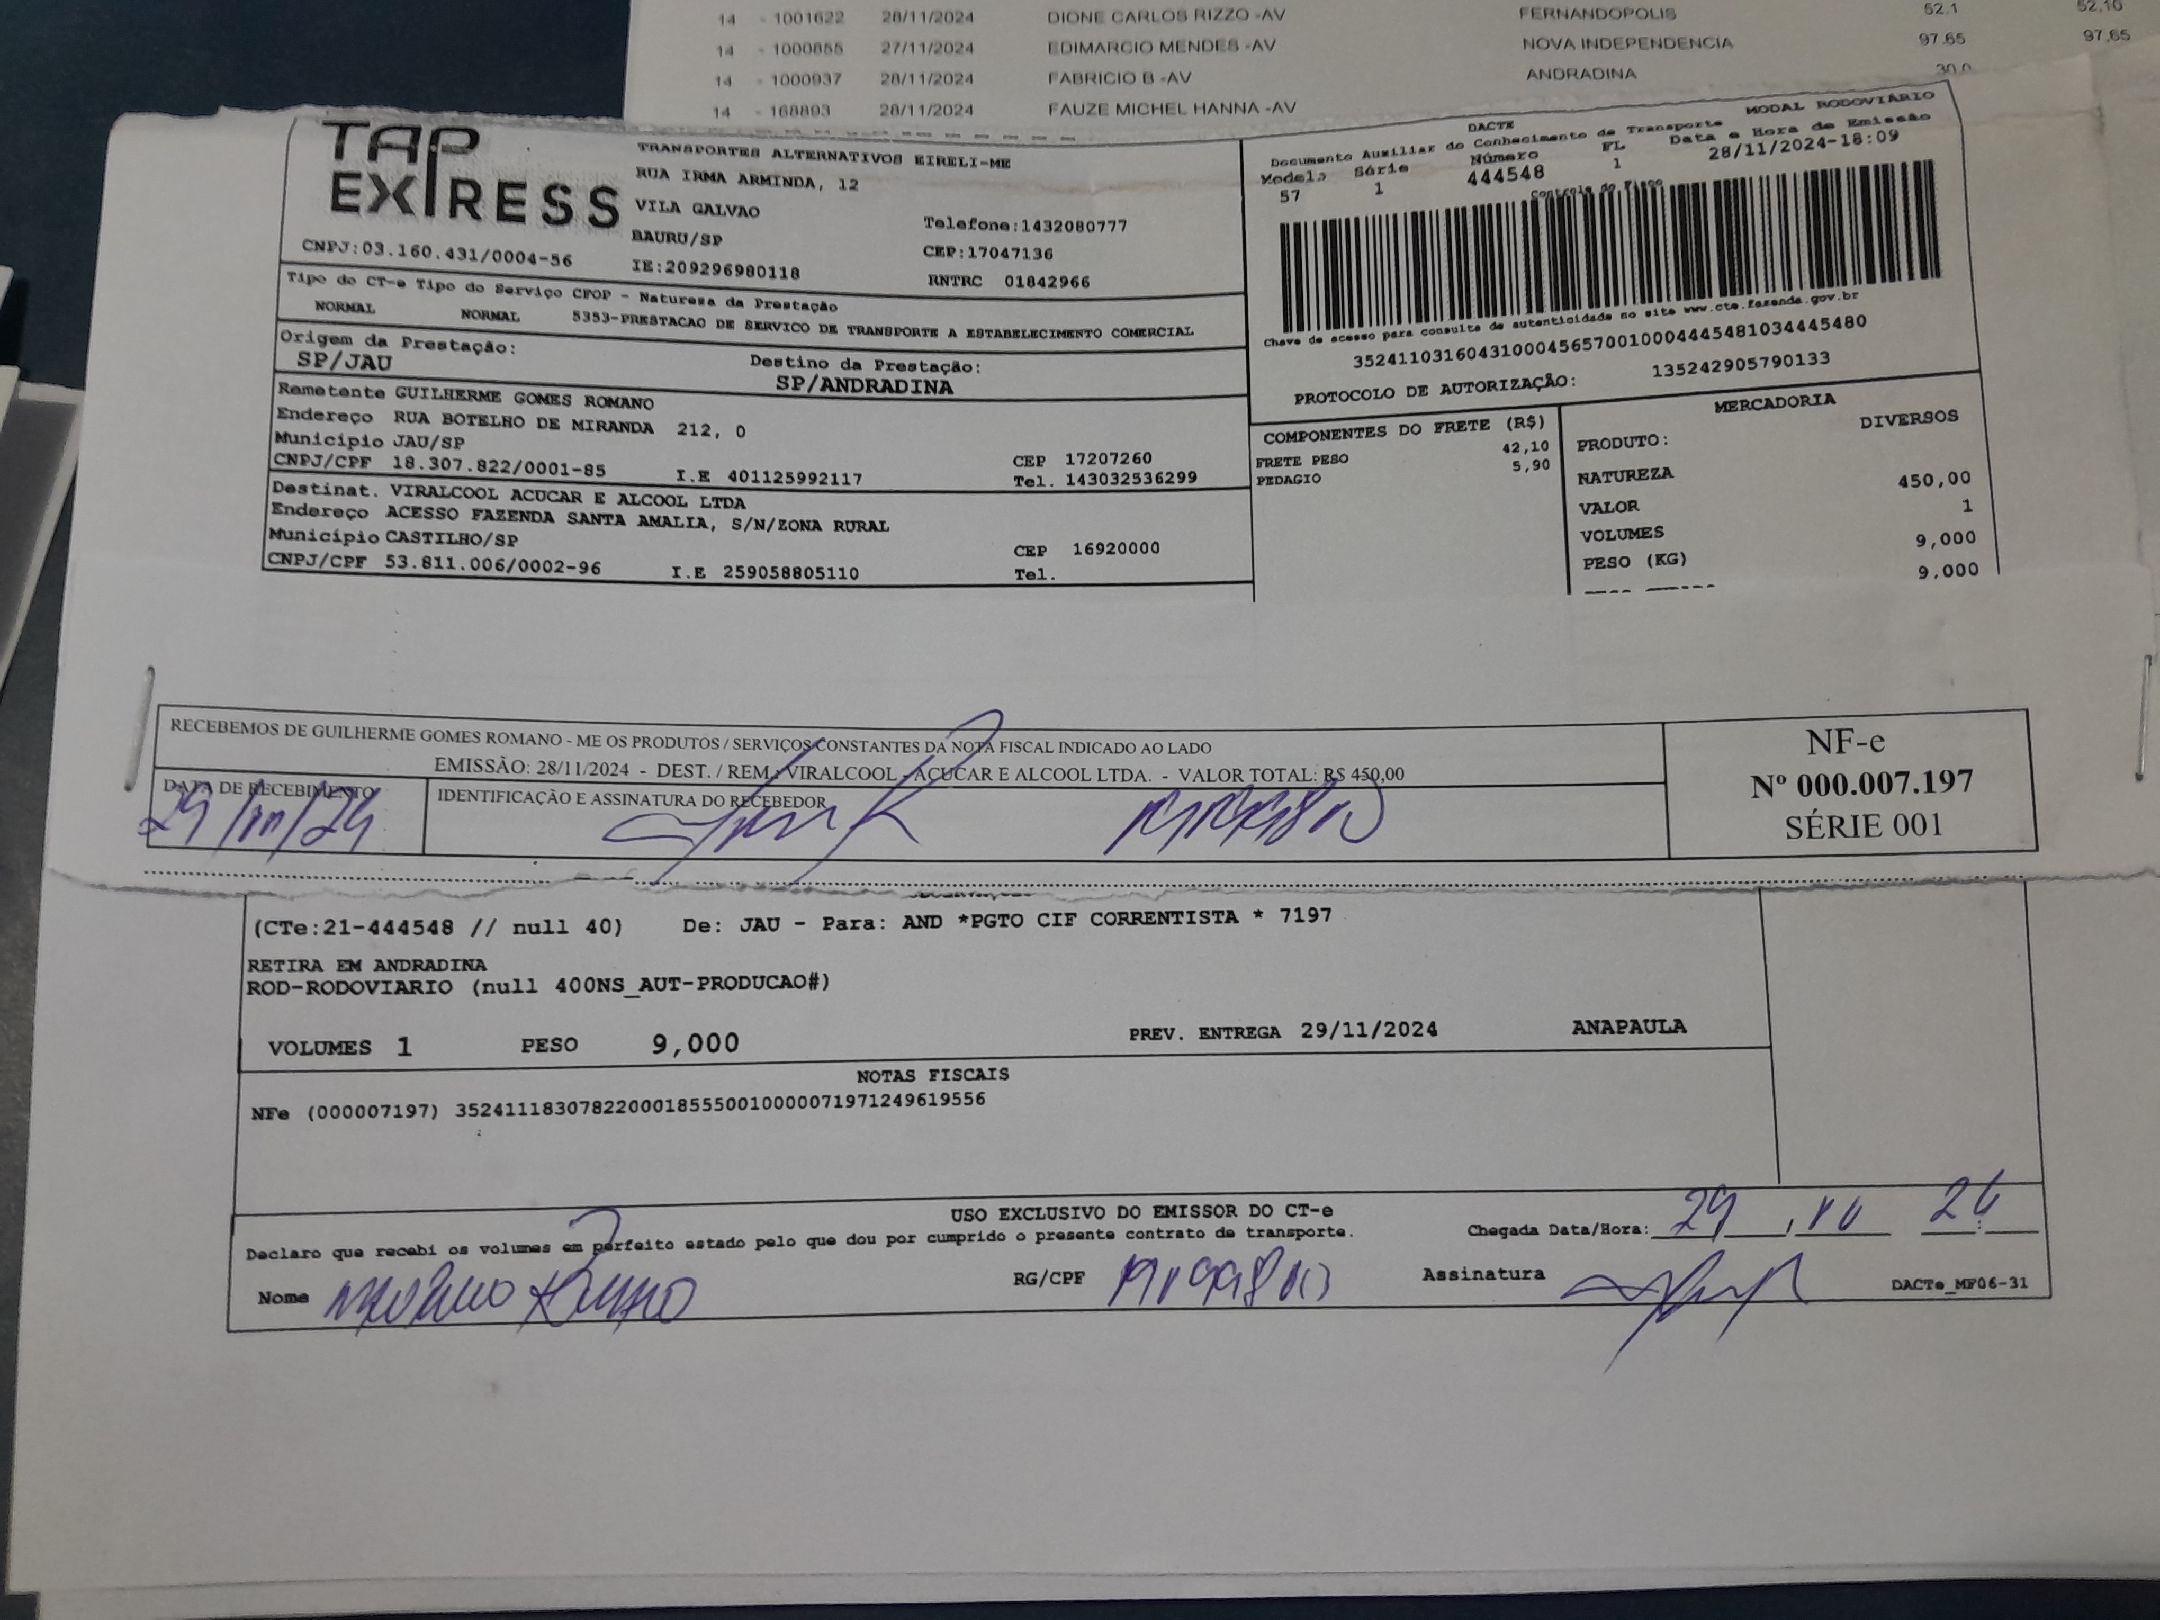 14 - 1001622 28/11/2024 DIONE CARLOS RIZZO -AV FERNANDOPOLIS 52,1 52,10
14 - 1000855 27/11/2024 EDIMARCIO MENDES -AV NOVA INDEPENDENCIA 97,65 97,65
14 - 1000937 28/11/2024 FABRICIO B -AV ANDRADINA
14 - 168893 28/11/2024 FAUZE MICHEL HANNA -AV
TAP EXPRESS
CNPJ:03.160.431/0004-56
TRANSPORTES ALTERNATIVOS EIRELI-ME
RUA IRMA ARMINDA, 12
VILA GALVAO Telefone:1432080777
BAURU/SP CEP:17047136
IE:209296980118 RNTRC 01842966
MODAL RODOVIÁRIO
DACTE
Documento Auxiliar do Conhecimento de Transporte
Modelo Série Número FL Data e Hora de Emissão
57 1 444548 1 28/11/2024-18:09
Controle do Fisco
Chave de acesso para consulta de autenticidade no site www.cte.fazenda.gov.br
35241103160431000456570010004445481034445480
PROTOCOLO DE AUTORIZAÇÃO: 135242905790133
Tipo do CT-e Tipo do Serviço CFOP - Natureza da Prestação
NORMAL NORMAL 5353-PRESTACAO DE SERVICO DE TRANSPORTE A ESTABELECIMENTO COMERCIAL
Origem da Prestação: Destino da Prestação:
SP/JAU SP/ANDRADINA
Remetente GUILHERME GOMES ROMANO
Endereço RUA BOTELHO DE MIRANDA 212, 0
Município JAU/SP CEP 17207260
CNPJ/CPF 18.307.822/0001-85 I.E 401125992117 Tel. 143032536299
Destinat. VIRALCOOL ACUCAR E ALCOOL LTDA
Endereço ACESSO FAZENDA SANTA AMALIA, S/N/ZONA RURAL
Município CASTILHO/SP CEP 16920000
CNPJ/CPF 53.811.006/0002-96 I.E 259058805110 Tel.
COMPONENTES DO FRETE (R$)
FRETE PESO 42,10
PEDAGIO 5,90
MERCADORIA
PRODUTO: DIVERSOS
NATUREZA
VALOR 450,00
VOLUMES 1
PESO (KG) 9,000
9,000
RECEBEMOS DE GUILHERME GOMES ROMANO - ME OS PRODUTOS / SERVIÇOS CONSTANTES DA NOTA FISCAL INDICADO AO LADO
EMISSÃO: 28/11/2024 - DEST. / REM.: VIRALCOOL - AÇUCAR E ALCOOL LTDA. - VALOR TOTAL: R$ 450,00
DATA DE RECEBIMENTO IDENTIFICAÇÃO E ASSINATURA DO RECEBEDOR
NF-e
Nº 000.007.197
SÉRIE 001
(CTe:21-444548 // null 40) De: JAU - Para: AND *PGTO CIF CORRENTISTA * 7197
RETIRA EM ANDRADINA
ROD-RODOVIARIO (null 400NS_AUT-PRODUCAO#)
VOLUMES 1 PESO 9,000 PREV. ENTREGA 29/11/2024 ANAPAULA
NOTAS FISCAIS
NFe (000007197) 35241118307822000185550010000071971249619556
USO EXCLUSIVO DO EMISSOR DO CT-e
Declaro que recebi os volumes em perfeito estado pelo que dou por cumprido o presente contrato de transporte. Chegada Data/Hora: 29
Nome RG/CPF Assinatura DACTe_MF06-31